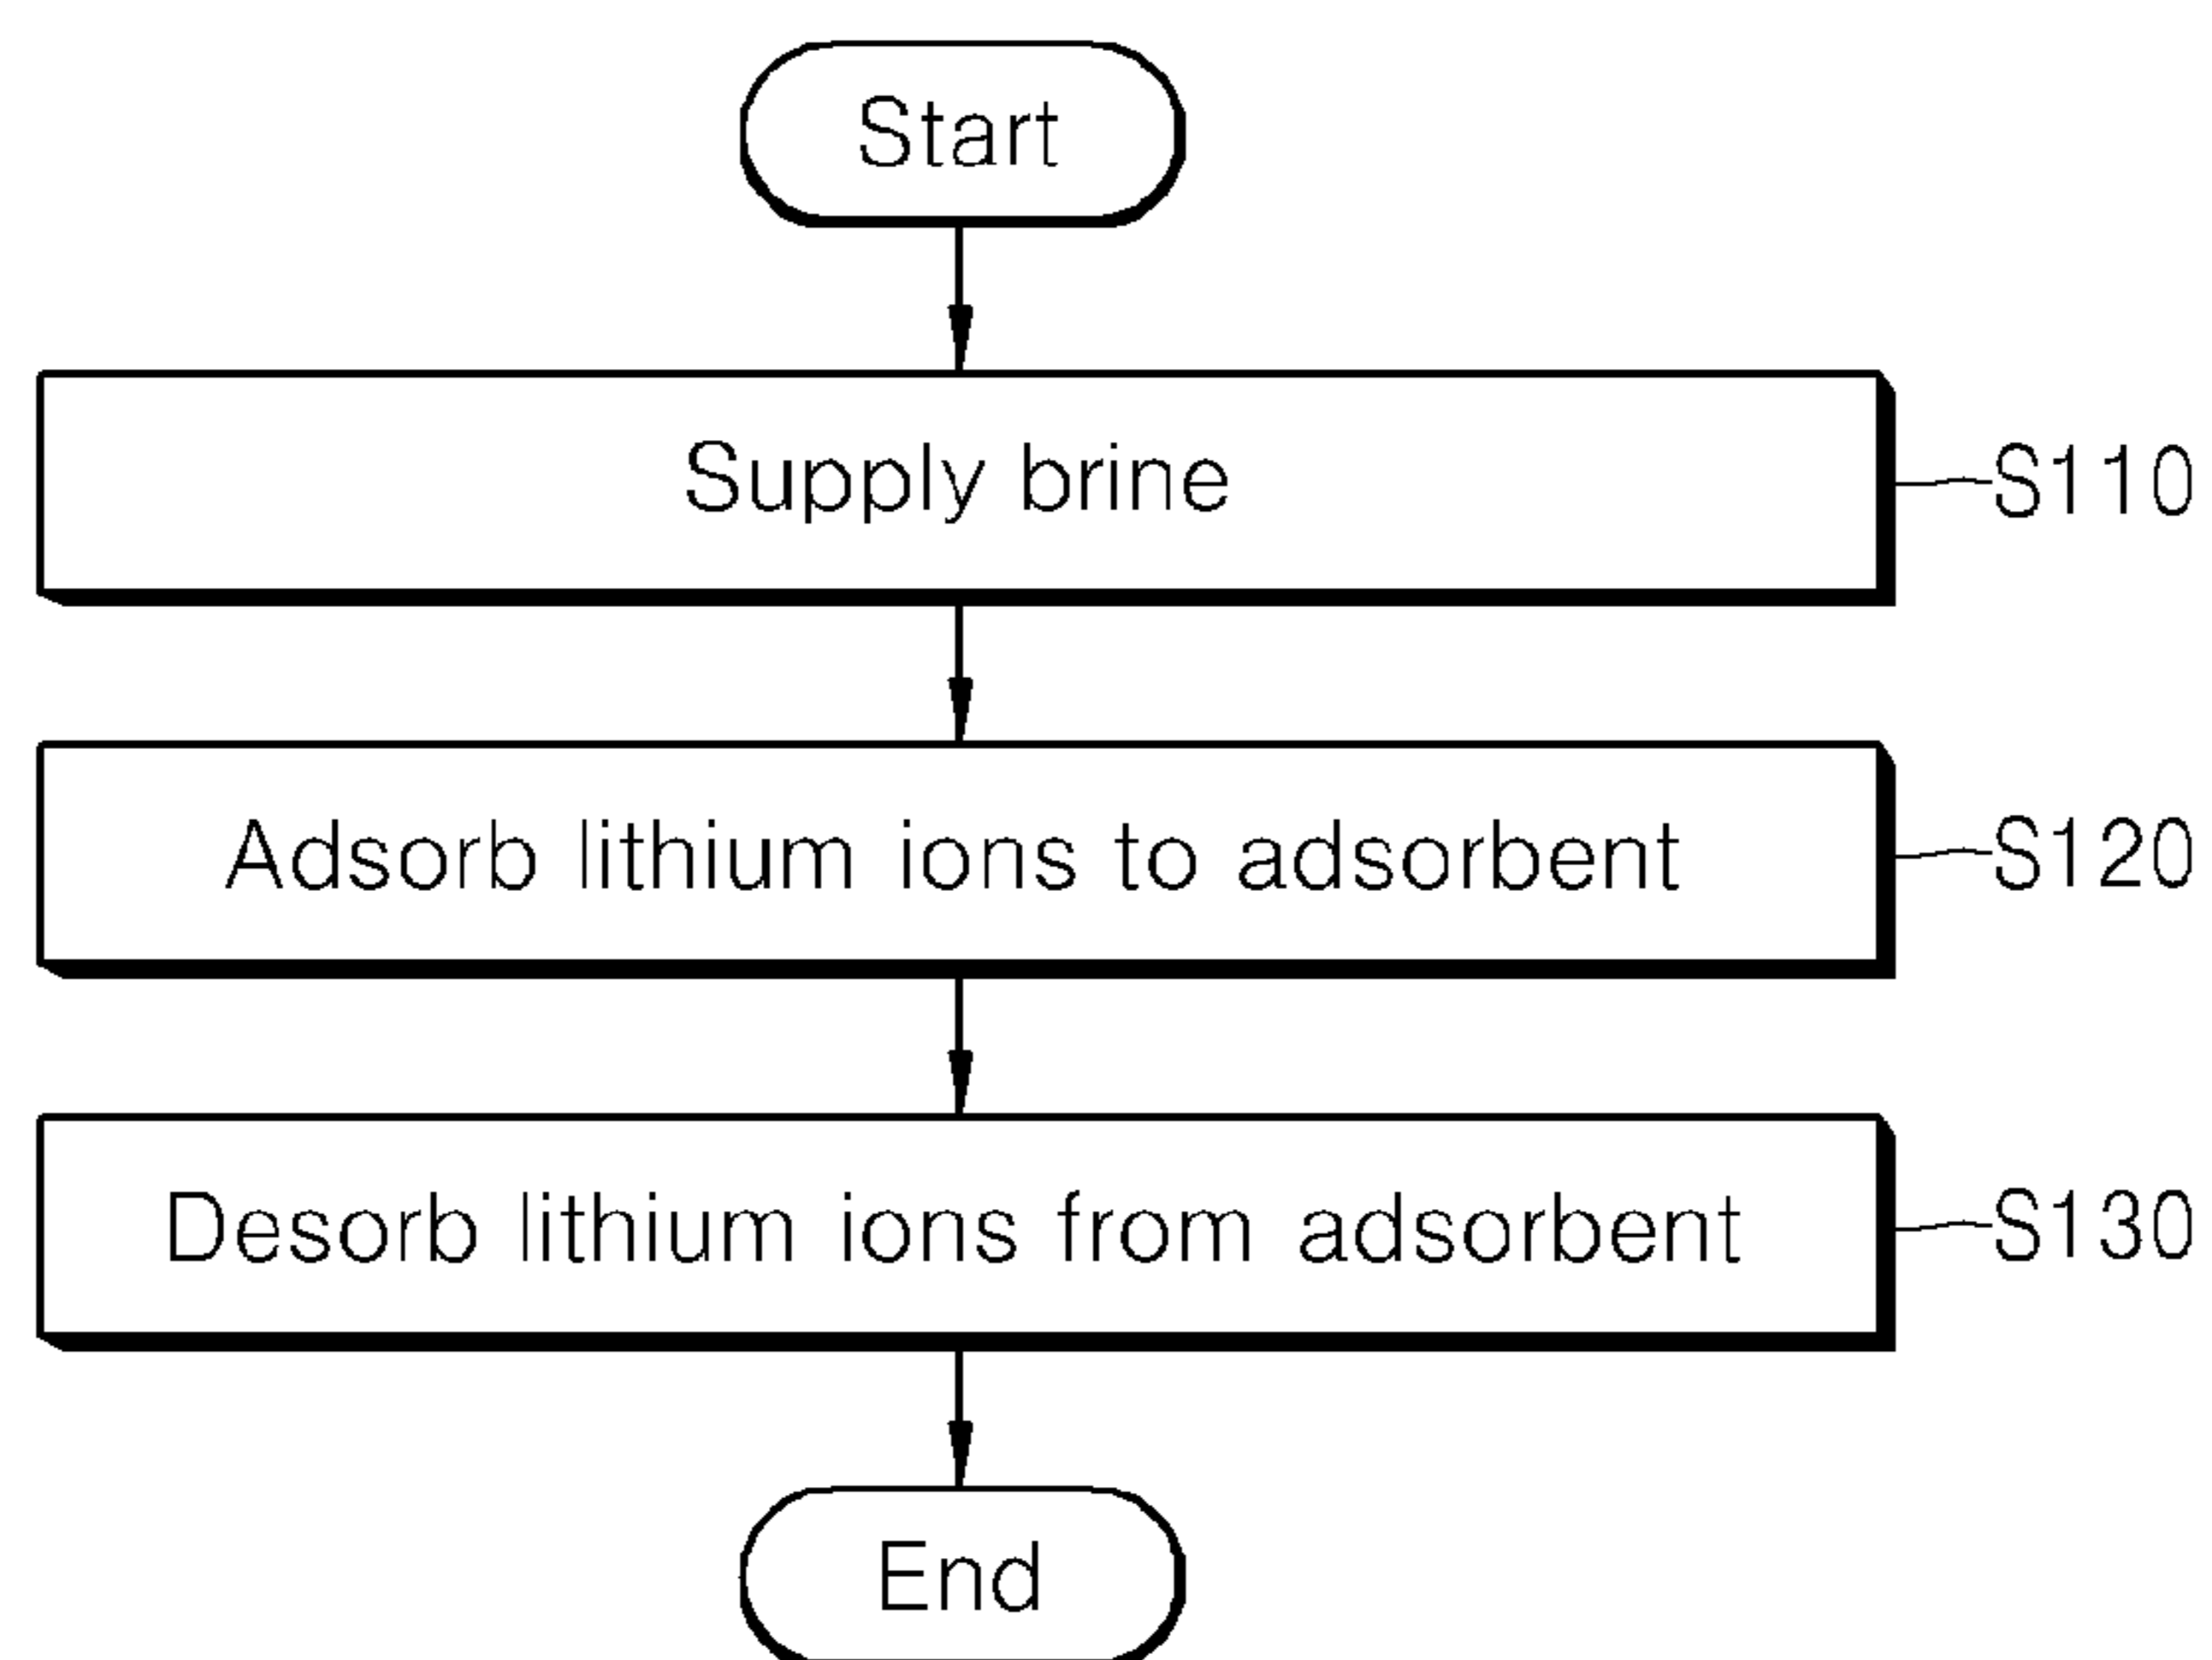 Start
Supply brine
S110
Adsorb lithium ions to adsorbent
S120
Desorb lithium ions from adsorbent
S130
End